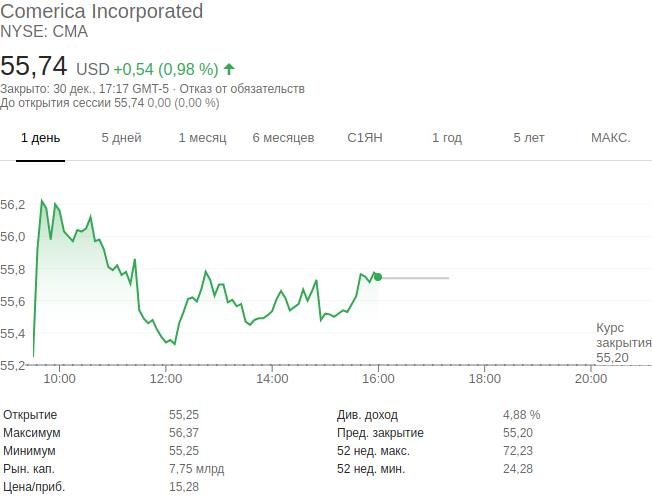 Comerica Incorporated
NYSE: CMA
55,74 USD +0,54 (0,98 %)
Закрыто: 30 дек., 17:17 GMT-5 · Отказ от обязательств
До открытия сессии 55,74 0,00 (0,00 %)
1 день 5 дней 1 месяц 6 месяцев С1ЯН 1 год 5 лет МАКС.
56,2
56,0
55,8
55,6
55,4
55,2
Курс
закрытия
55,20
10:00 12:00 14:00 16:00 18:00 20:00
Открытие 55,25 Див. доход 4,88 %
Максимум 56,37 Пред. закрытие 55,20
Минимум 55,25 52 нед. макс. 72,23
Рын. кап. 7,75 млрд 52 нед. мин. 24,28
Цена/приб. 15,28